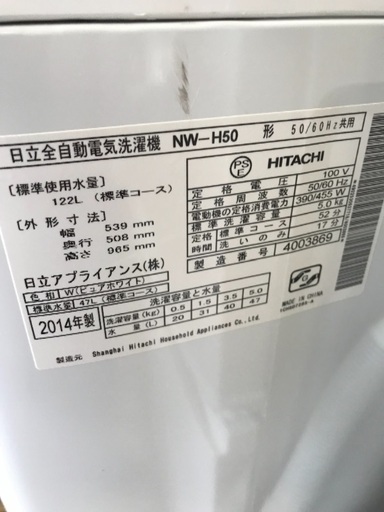 日立全自動電気洗濯機 NW-H50 形 50/60Hz共用
[標準使用水量]
122L (標準コース)
[外形寸法]
幅 539 mm
奥行 508 mm
高さ 965 mm
日立アプライアンス(株)
色相 W(ピュアホワイト)
標準水量 47L (標準コース)
2014年製
PSE HITACHI
定格電圧 100 V
定格周波数 50/60 Hz
電動機の定格消費電力 390/455 W
標準洗濯容量 5.0kg
定格 標準コース 52分
時間 洗いのみ 17分
製造番号 4003869
洗濯容量と水量
洗濯容量(kg) 0.5 1.5 3.5 5.0
水量(L) 20 31 40 47
製造元 Shanghai Hitachi Household Appliances Co.,Ltd.
MADE IN CHINA